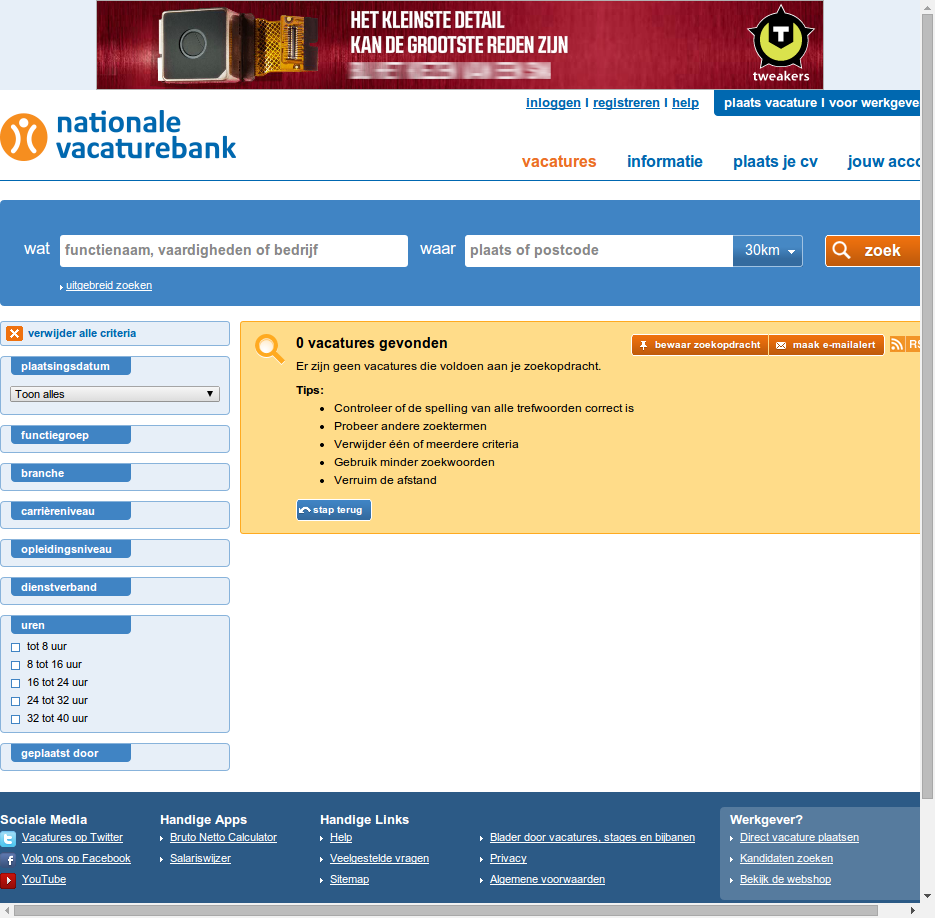 HET KLEINSTE DETAIL
KAN DE GROOTSTE REDEN ZIJN
tweakers
inloggen | registreren | help
plaats vacature | voor werkgeve
nationale
vacaturebank
vacatures informatie plaats je cv jouw acco
wat functienaam, vaardigheden of bedrijf waar plaats of postcode 30km zoek
uitgebreid zoeken
verwijder alle criteria
plaatsingsdatum
Toon alles
functiegroep
branche
carrièreniveau
opleidingsniveau
dienstverband
uren
tot 8 uur
8 tot 16 uur
16 tot 24 uur
24 tot 32 uur
32 tot 40 uur
geplaatst door
0 vacatures gevonden
bewaar zoekopdracht maak e-mailalert RS
Er zijn geen vacatures die voldoen aan je zoekopdracht.
Tips:
Controleer of de spelling van alle trefwoorden correct is
Probeer andere zoektermen
Verwijder één of meerdere criteria
Gebruik minder zoekwoorden
Verruim de afstand
stap terug
Sociale Media
Vacatures op Twitter
Volg ons op Facebook
YouTube
Handige Apps
Bruto Netto Calculator
Salariswijzer
Handige Links
Help
Veelgestelde vragen
Sitemap
Blader door vacatures, stages en bijbanen
Privacy
Algemene voorwaarden
Werkgever?
Direct vacature plaatsen
Kandidaten zoeken
Bekijk de webshop